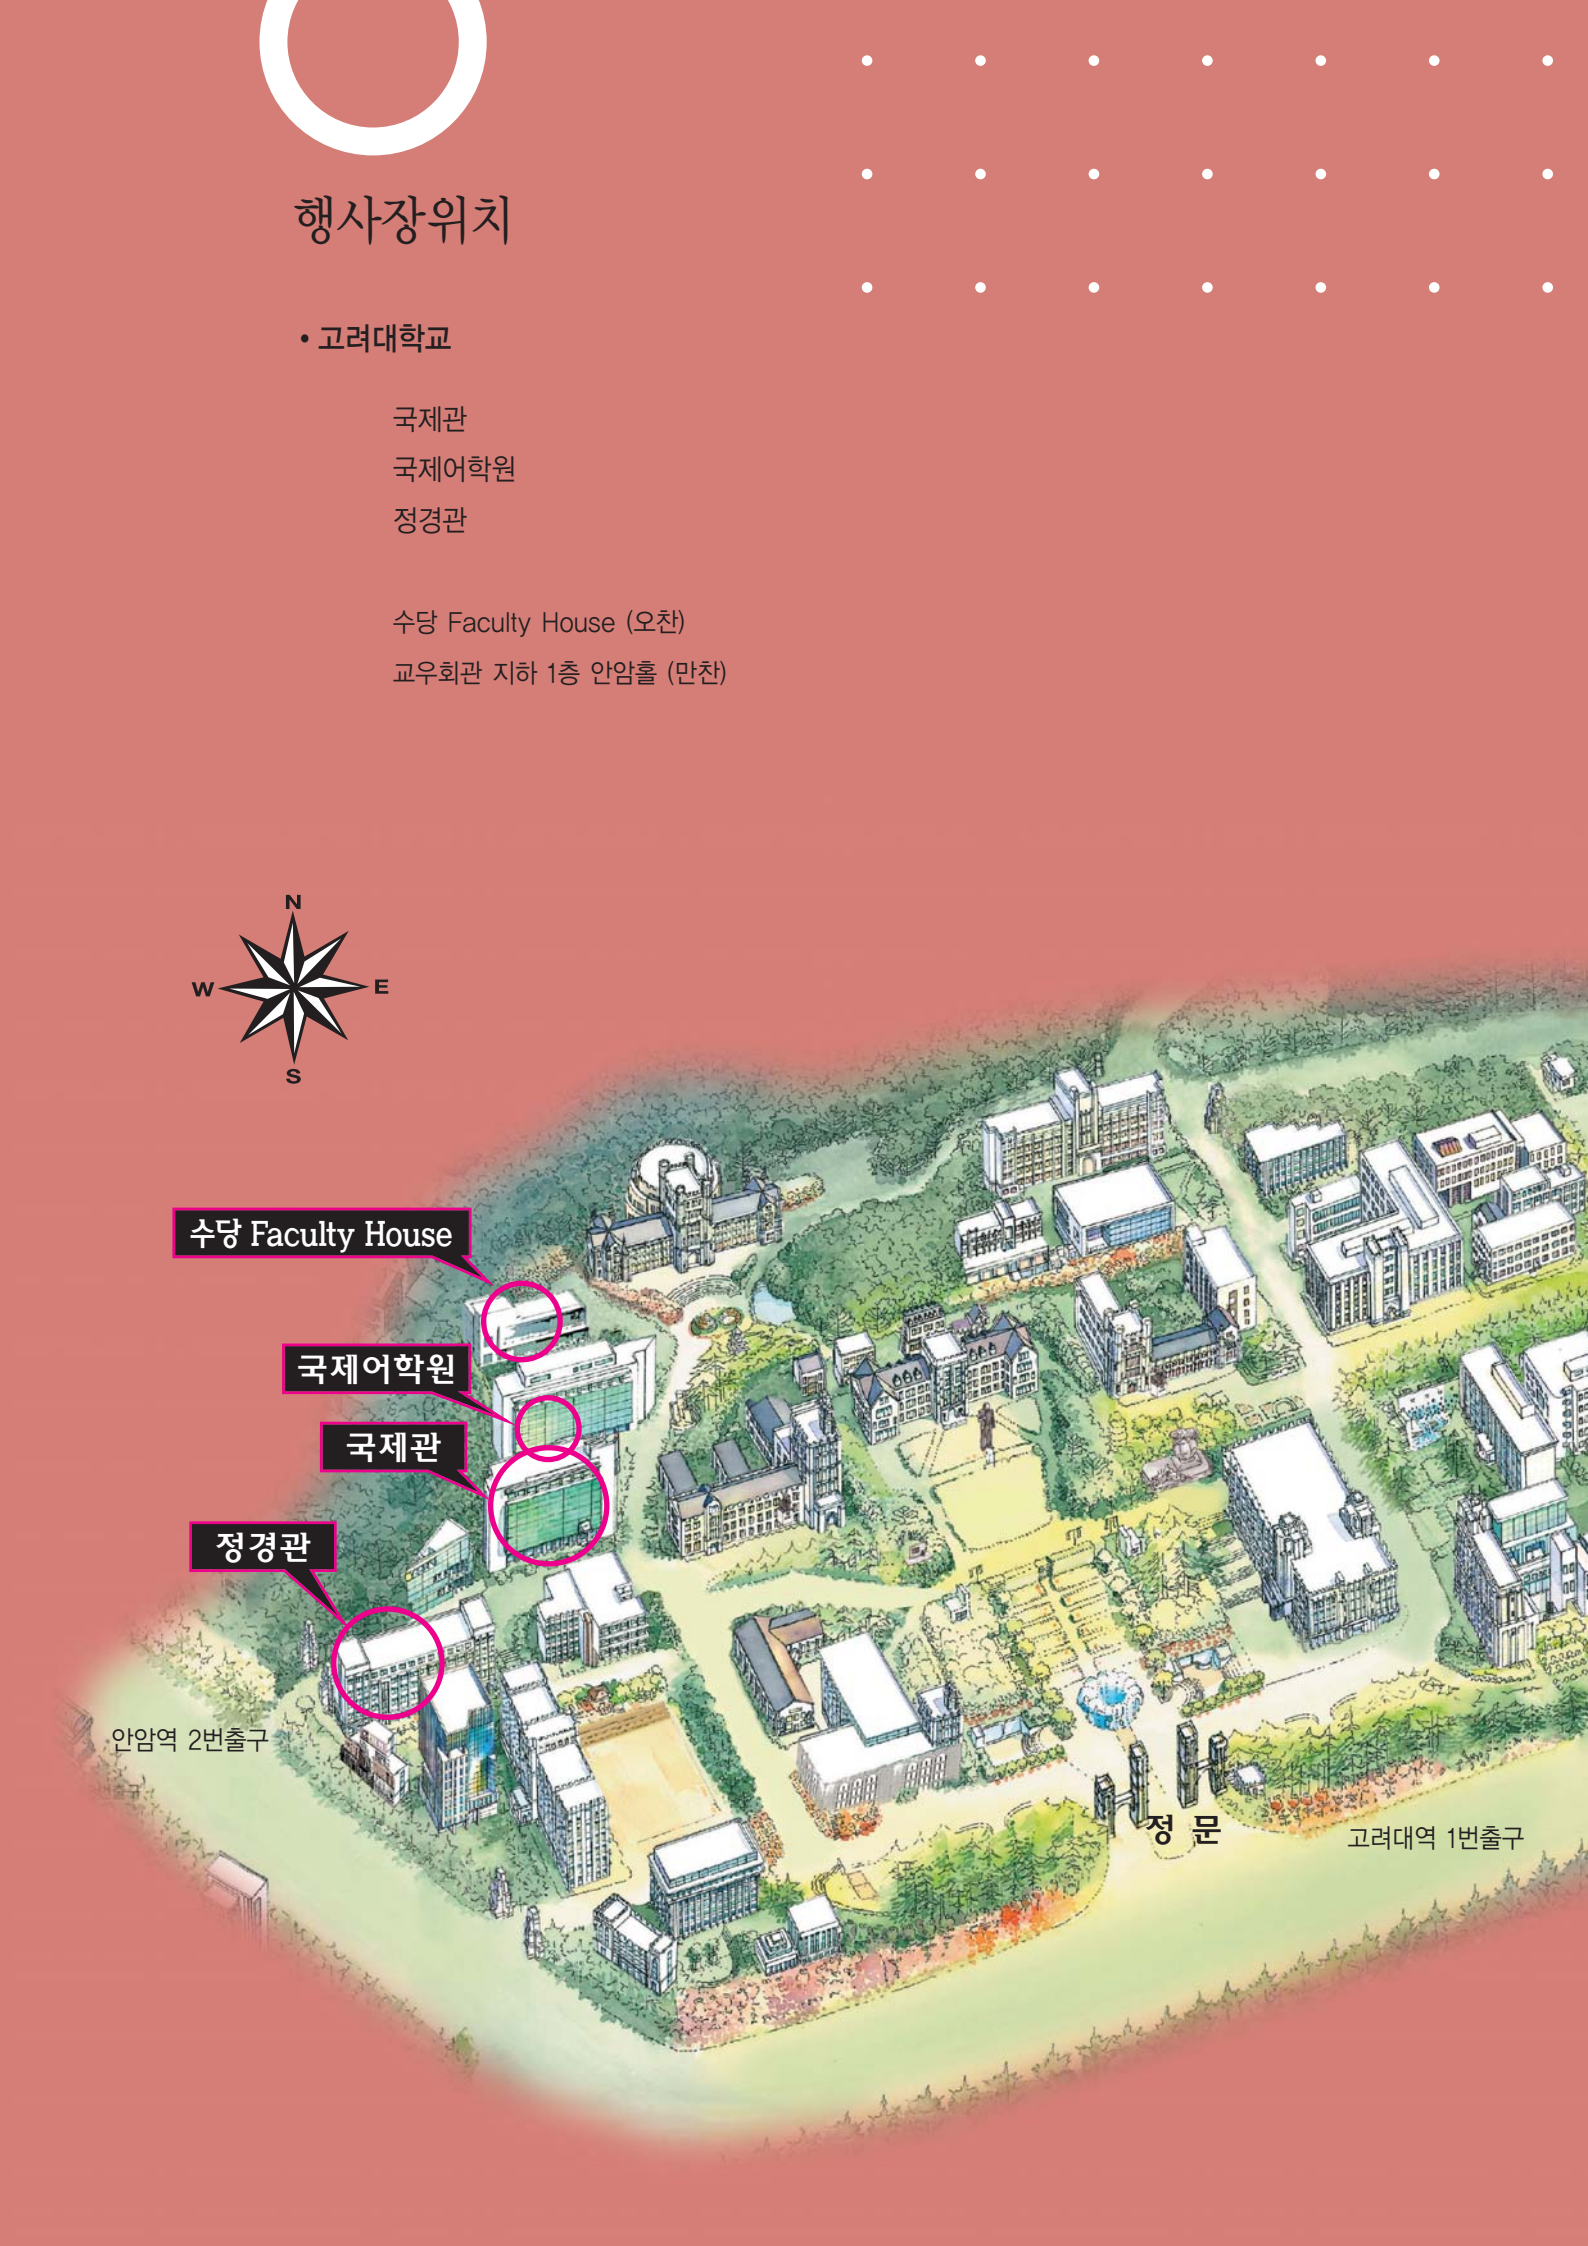 행사장위치
• 고려대학교
국제관
국제어학원
정경관
수당 Faculty House (오찬)
교우회관 지하 1층 안암홀 (만찬)
N
W
E
S
수당 Faculty House
국제어학원
국제관
정경관
안암역 2번출구
정 문
고려대역 1번출구